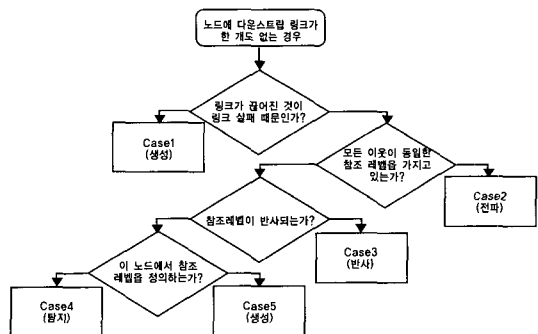 노드에 다운스트림 링크가
한 개도 없는 경우
링크가 끊어진 것이
링크 실패 때문인가?
Case1
(생성)
모든 이웃이 동일한
참조 레벨을 가지고
있는가?
Case2
(전파)
참조레벨이 반사되는가?
Case3
(반사)
이 노드에서 참조
레벨을 정의하는가?
Case4
(탐지)
Case5
(생성)